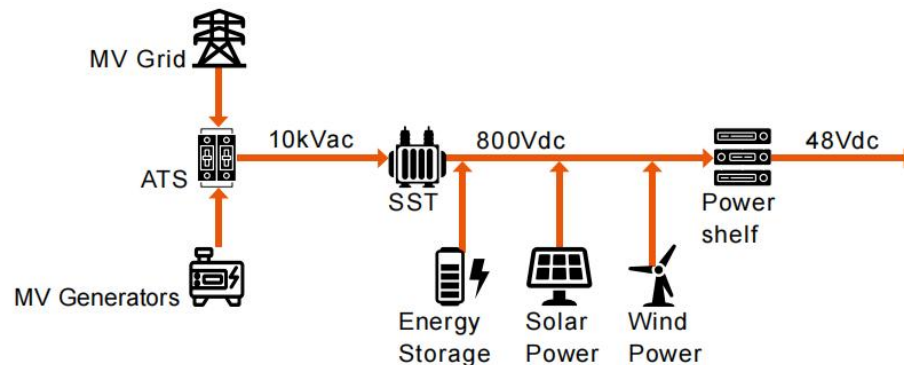 MV Grid
10kVac
800Vdc
48Vdc
ATS
SST
Power
shelf
MV Generators
Energy
Storage
Solar
Power
Wind
Power